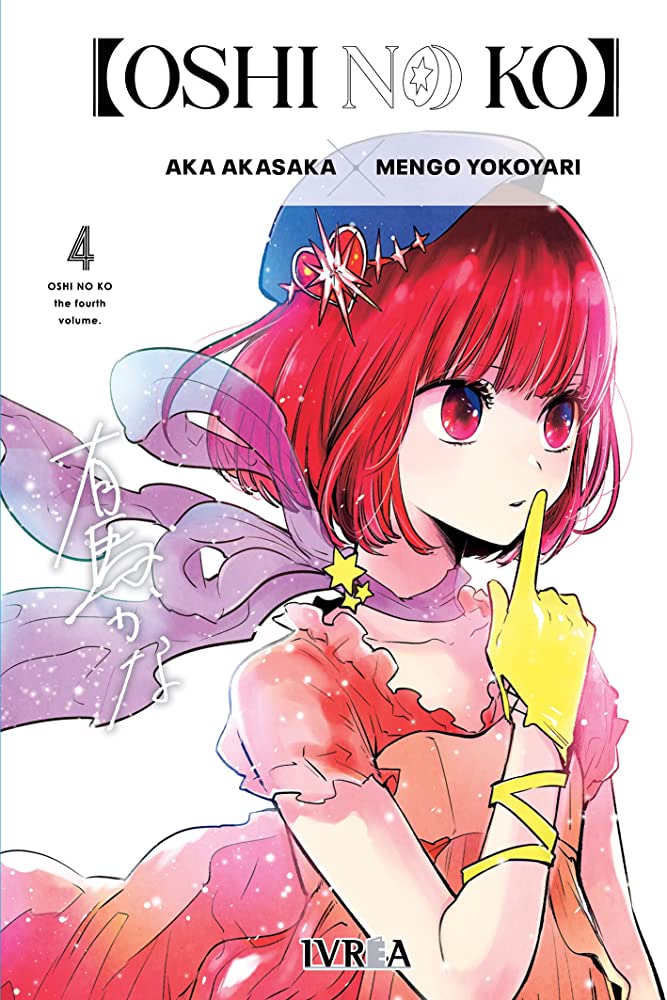 【OSHI NO KO】
AKA AKASAKA × MENGO YOKOYARI
4
OSHI NO KO
the fourth
volume.
有馬かな
IVREA